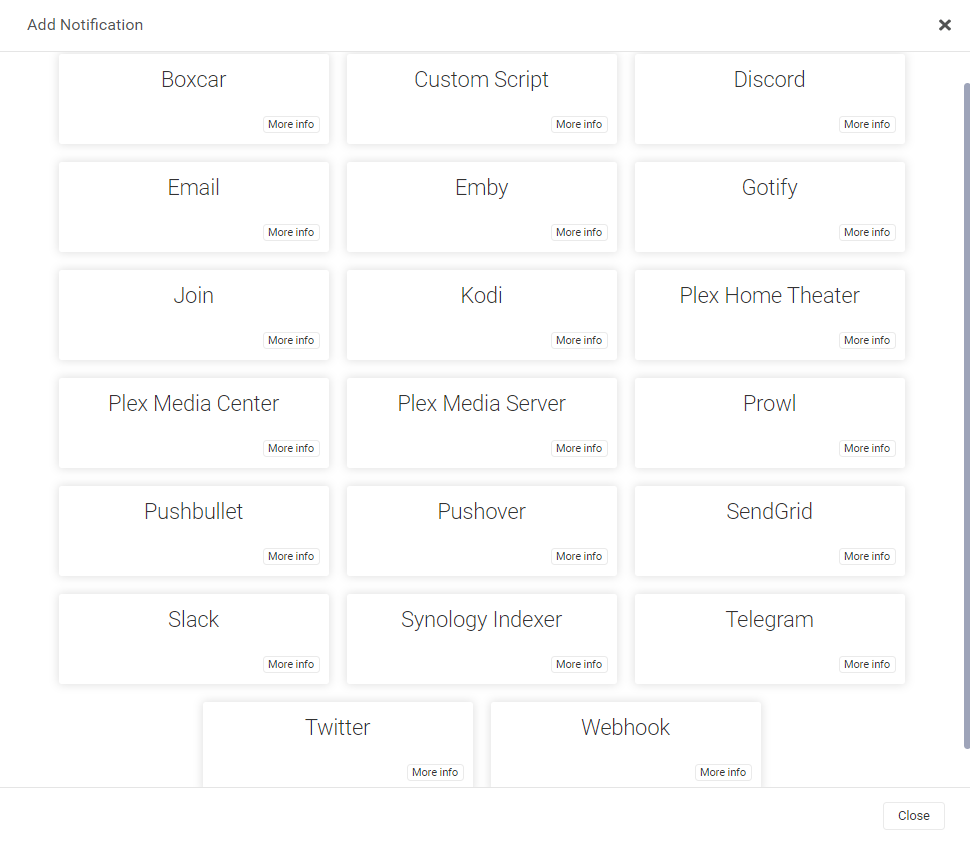 Add Notification
Boxcar Custom Script Discord
More info More info More info
Email Emby Gotify
More info More info More info
Join Kodi Plex Home Theater
More info More info More info
Plex Media Center Plex Media Server Prowl
More info More info More info
Pushbullet Pushover SendGrid
More info More info More info
Slack Synology Indexer Telegram
More info More info More info
Twitter Webhook
More info More info
Close